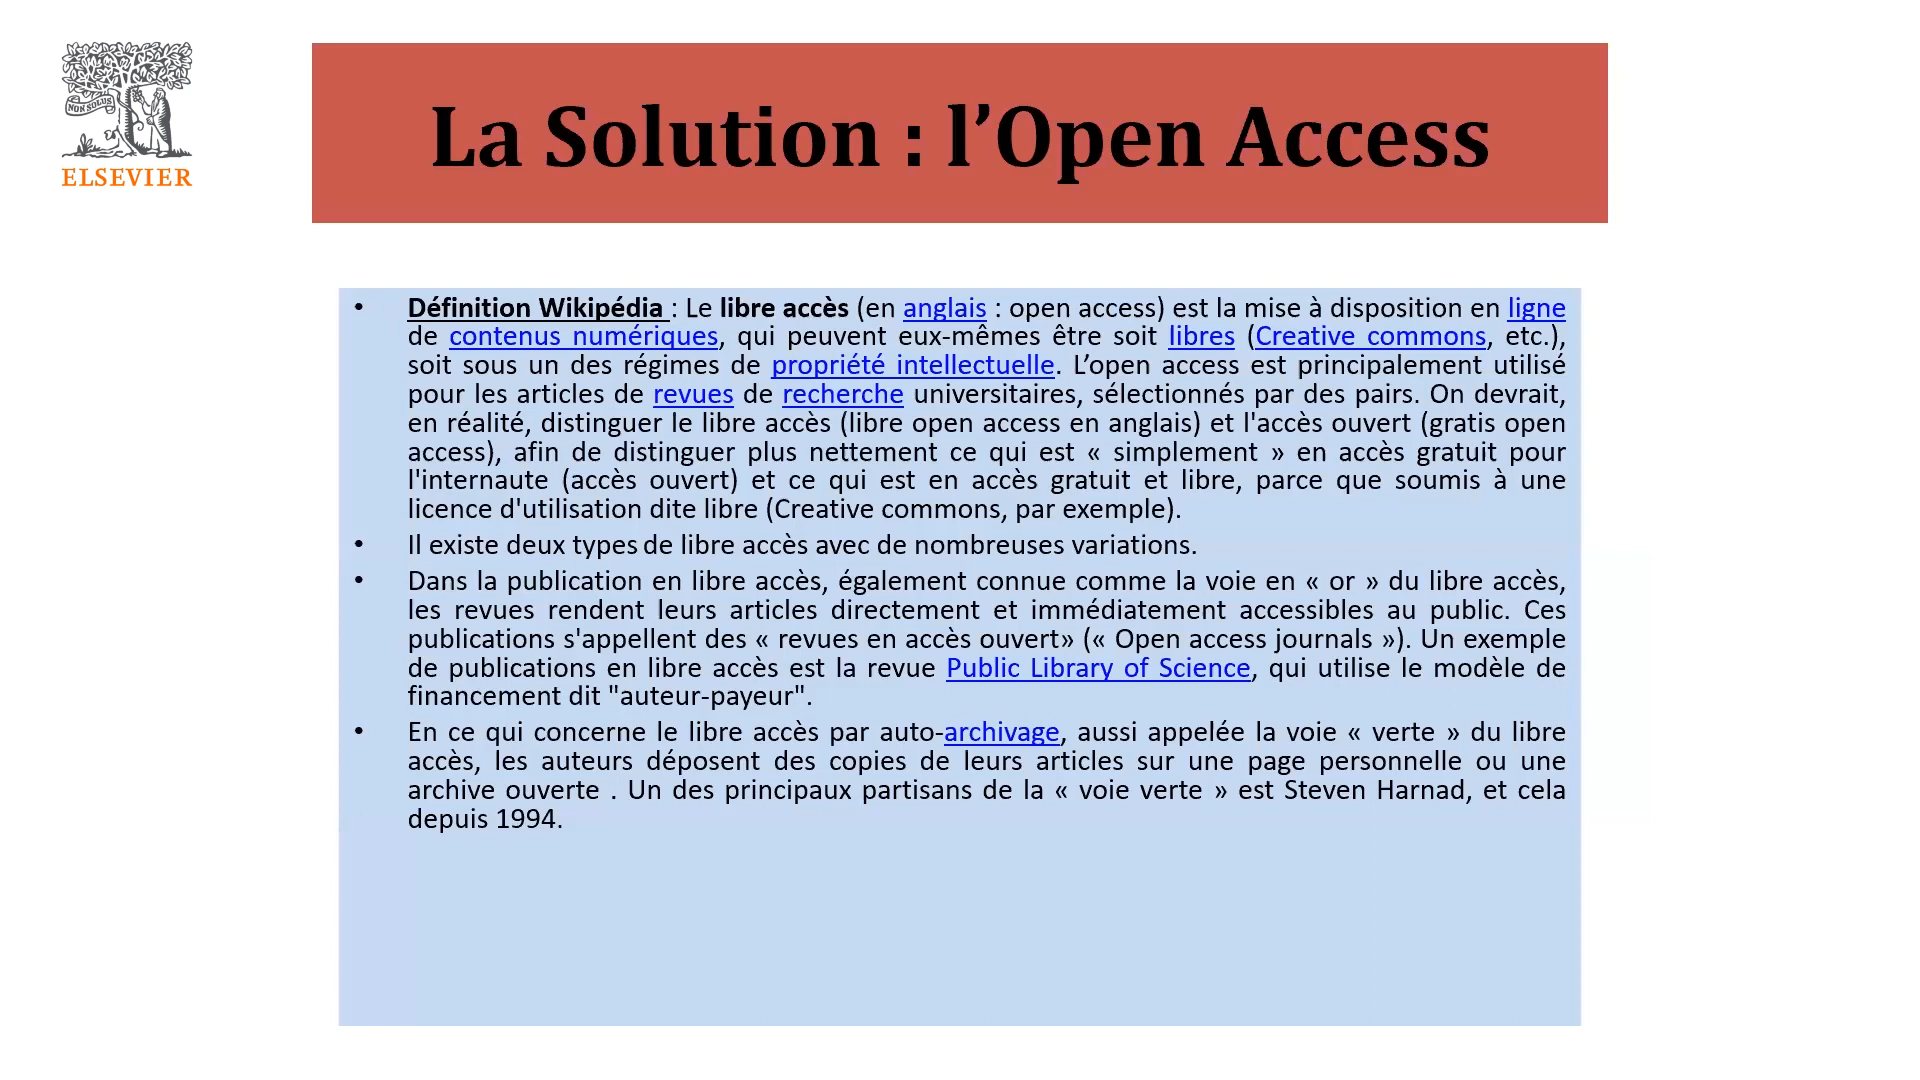 NON SOLUS
ELSEVIER
La Solution : l’Open Access
• Définition Wikipédia : Le libre accès (en anglais : open access) est la mise à disposition en ligne
de contenus numériques, qui peuvent eux-mêmes être soit libres (Creative commons, etc.),
soit sous un des régimes de propriété intellectuelle. L’open access est principalement utilisé
pour les articles de revues de recherche universitaires, sélectionnés par des pairs. On devrait,
en réalité, distinguer le libre accès (libre open access en anglais) et l'accès ouvert (gratis open
access), afin de distinguer plus nettement ce qui est « simplement » en accès gratuit pour
l'internaute (accès ouvert) et ce qui est en accès gratuit et libre, parce que soumis à une
licence d'utilisation dite libre (Creative commons, par exemple).
• Il existe deux types de libre accès avec de nombreuses variations.
• Dans la publication en libre accès, également connue comme la voie en « or » du libre accès,
les revues rendent leurs articles directement et immédiatement accessibles au public. Ces
publications s'appellent des « revues en accès ouvert» (« Open access journals »). Un exemple
de publications en libre accès est la revue Public Library of Science, qui utilise le modèle de
financement dit "auteur-payeur".
• En ce qui concerne le libre accès par auto-archivage, aussi appelée la voie « verte » du libre
accès, les auteurs déposent des copies de leurs articles sur une page personnelle ou une
archive ouverte . Un des principaux partisans de la « voie verte » est Steven Harnad, et cela
depuis 1994.